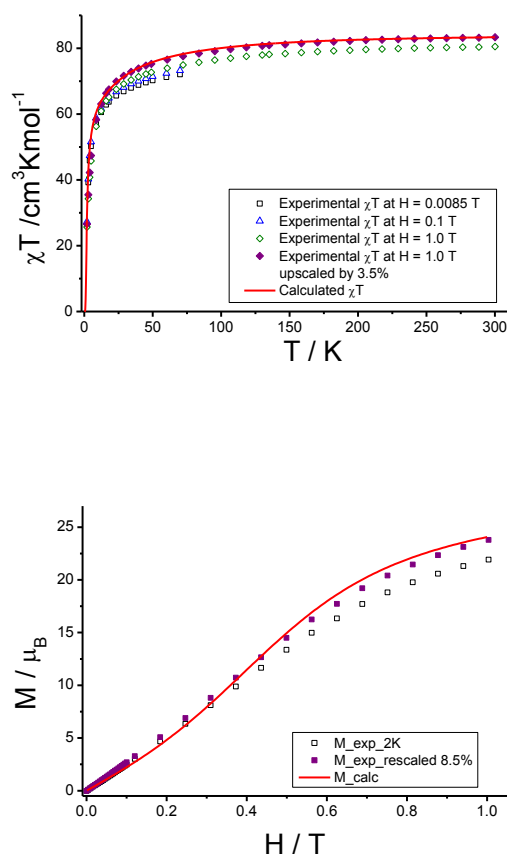 χT /cm³Kmol⁻¹
80
60
40
20
0
Experimental χT at H = 0.0085 T
Experimental χT at H = 0.1 T
Experimental χT at H = 1.0 T
Experimental χT at H = 1.0 T
upscaled by 3.5%
Calculated χT
0 50 100 150 200 250 300
T / K
M / μB
25
20
15
10
5
0
M_exp_2K
M_exp_rescaled 8.5%
M_calc
0.0 0.2 0.4 0.6 0.8 1.0
H / T